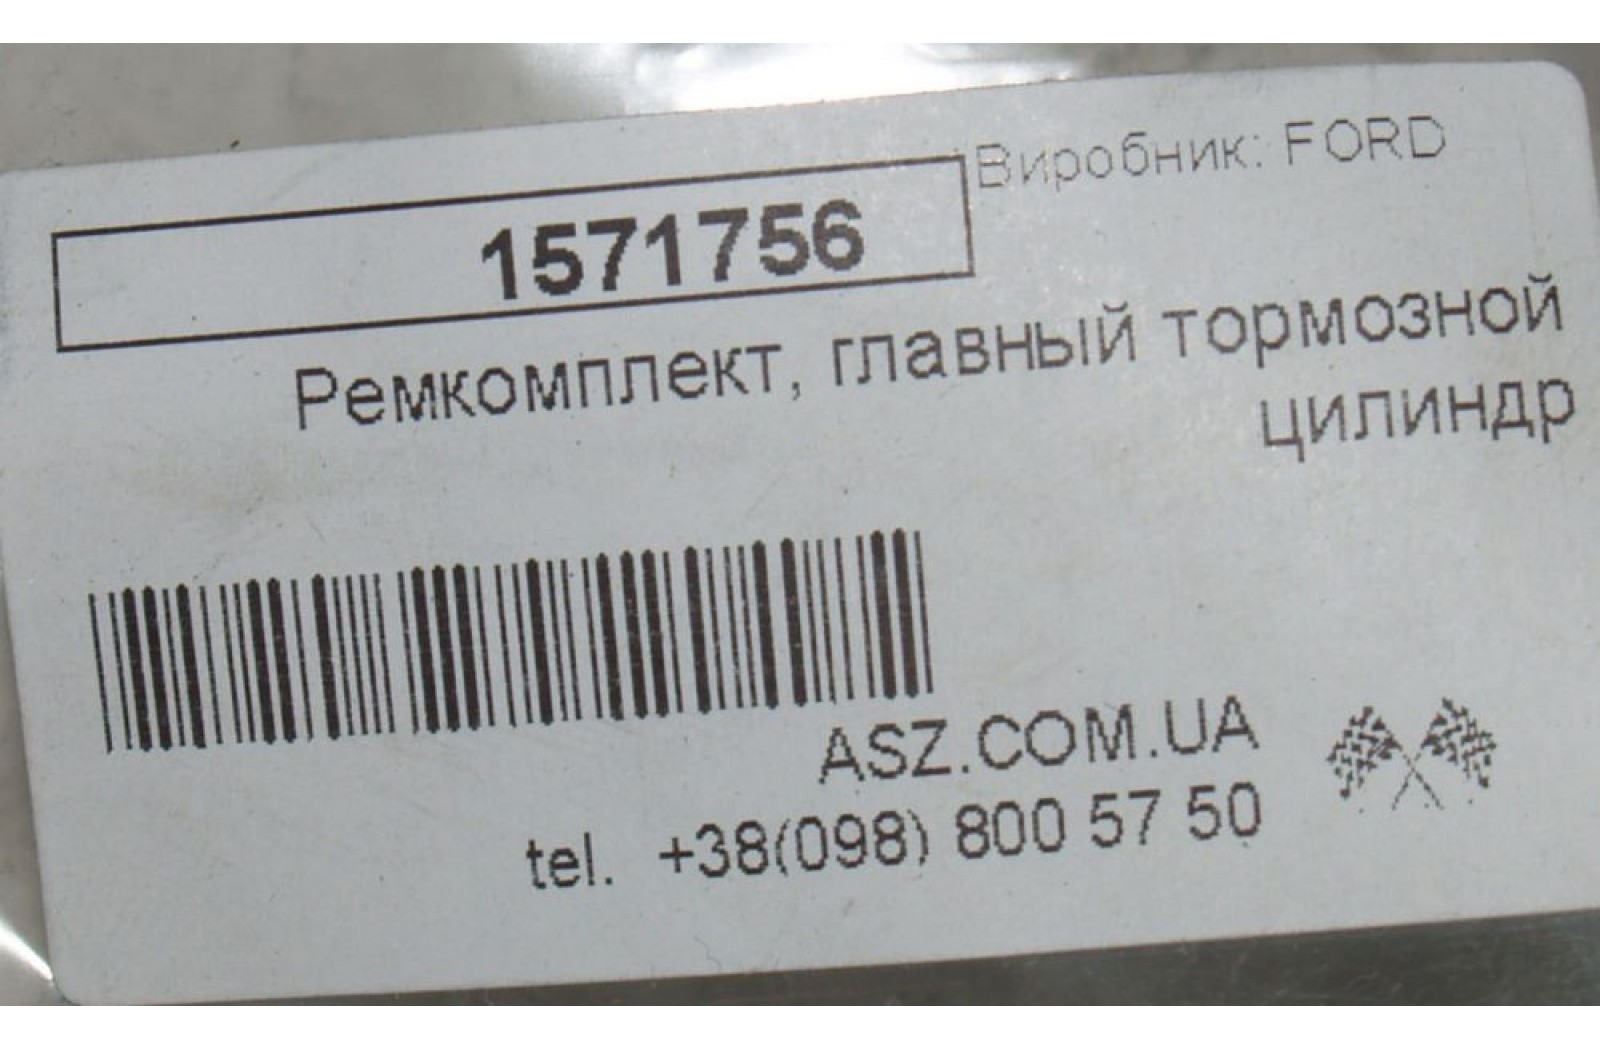 1571756
Виробник: FORD
Ремкомплект, главный тормозной
цилиндр
ASZ.COM.UA
tel. +38(098) 800 57 50